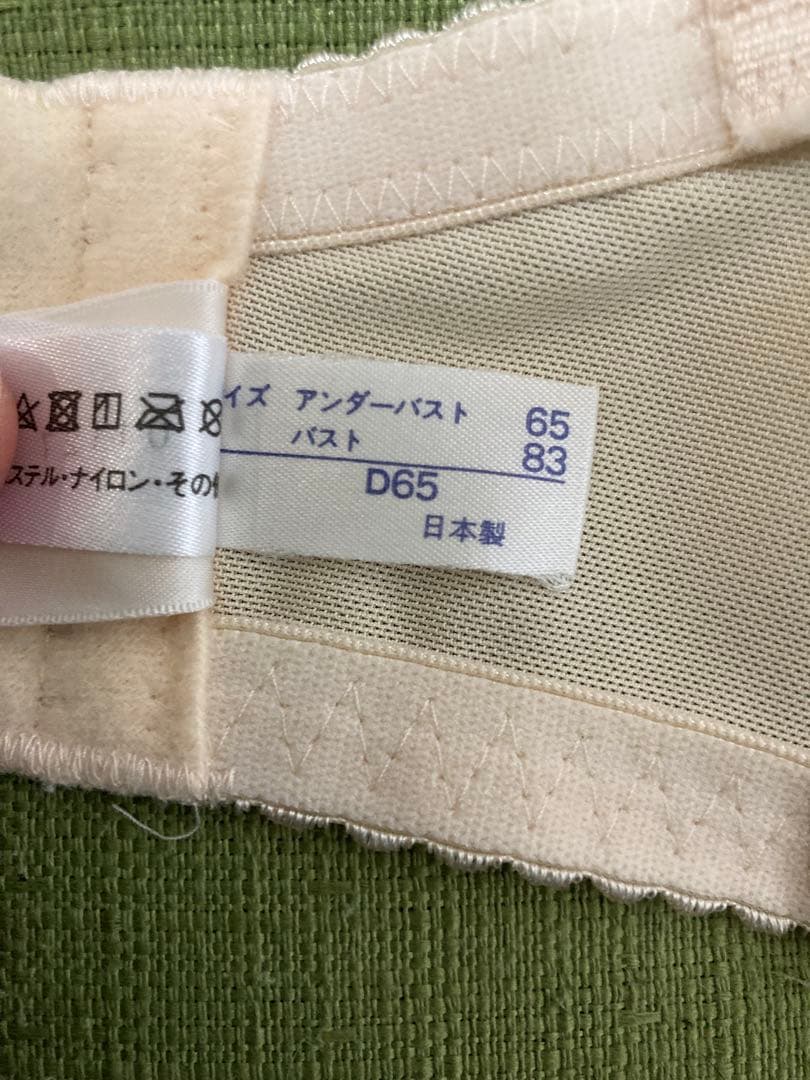 イズ アンダーバスト 65
バスト 83
D65
日本製
ステル・ナイロン・その他